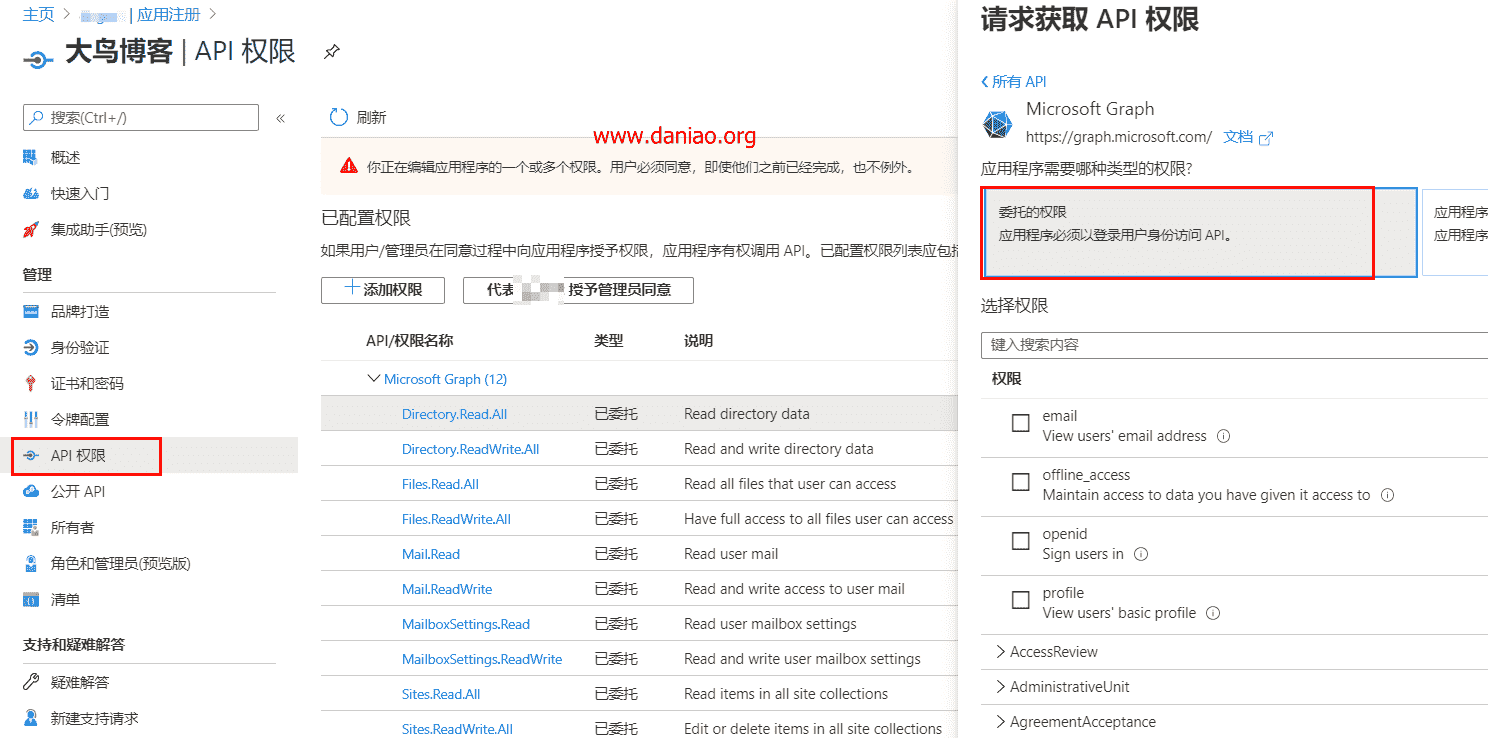 主页 > | 应用注册 >
大鸟博客 | API 权限
搜索(Ctrl+/)
«
概述
快速入门
集成助手(预览)
管理
品牌打造
身份验证
证书和密码
令牌配置
API 权限
公开 API
所有者
角色和管理员(预览版)
清单
支持和疑难解答
疑难解答
新建支持请求
刷新
www.daniao.org
你正在编辑应用程序的一个或多个权限。用户必须同意，即使他们之前已经完成，也不例外。
已配置权限
如果用户/管理员在同意过程中向应用程序授予权限，应用程序有权调用 API。已配置权限列表应包括
添加权限 代表 授予管理员同意
API/权限名称 类型 说明
Microsoft Graph (12)
Directory.Read.All 已委托 Read directory data
Directory.ReadWrite.All 已委托 Read and write directory data
Files.Read.All 已委托 Read all files that user can access
Files.ReadWrite.All 已委托 Have full access to all files user can access
Mail.Read 已委托 Read user mail
Mail.ReadWrite 已委托 Read and write access to user mail
MailboxSettings.Read 已委托 Read user mailbox settings
MailboxSettings.ReadWrite 已委托 Read and write user mailbox settings
Sites.Read.All 已委托 Read items in all site collections
Sites.ReadWrite.All 已委托 Edit or delete items in all site collections
请求获取 API 权限
所有 API
Microsoft Graph
https://graph.microsoft.com/ 文档
应用程序需要哪种类型的权限?
委托的权限
应用程序必须以登录用户身份访问 API。
应用程序
应用程序
选择权限
键入搜索内容
权限
email
View users' email address
offline_access
Maintain access to data you have given it access to
openid
Sign users in
profile
View users' basic profile
AccessReview
AdministrativeUnit
AgreementAcceptance